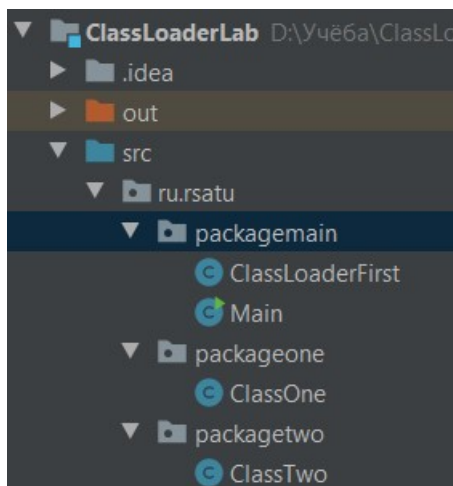 ClassLoaderLab D:\Учёба\ClassLo
.idea
out
src
ru.rsatu
packagemain
ClassLoaderFirst
Main
packageone
ClassOne
packagetwo
ClassTwo